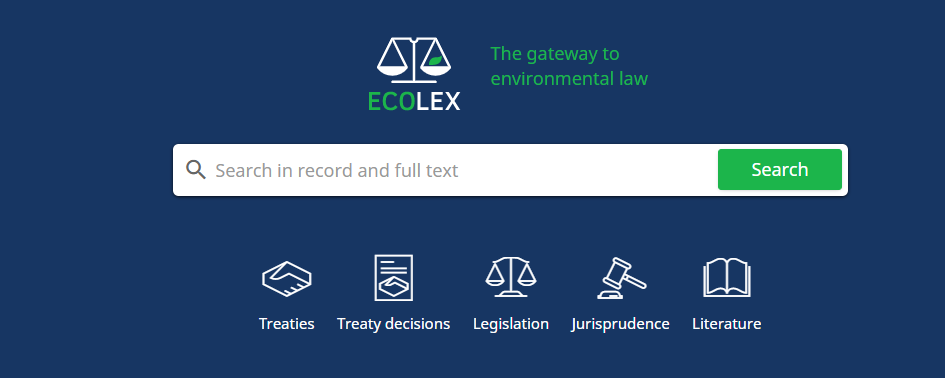 The gateway to
environmental law
ECOLEX
Search in record and full text
Search
Treaties
Treaty decisions
Legislation
Jurisprudence
Literature